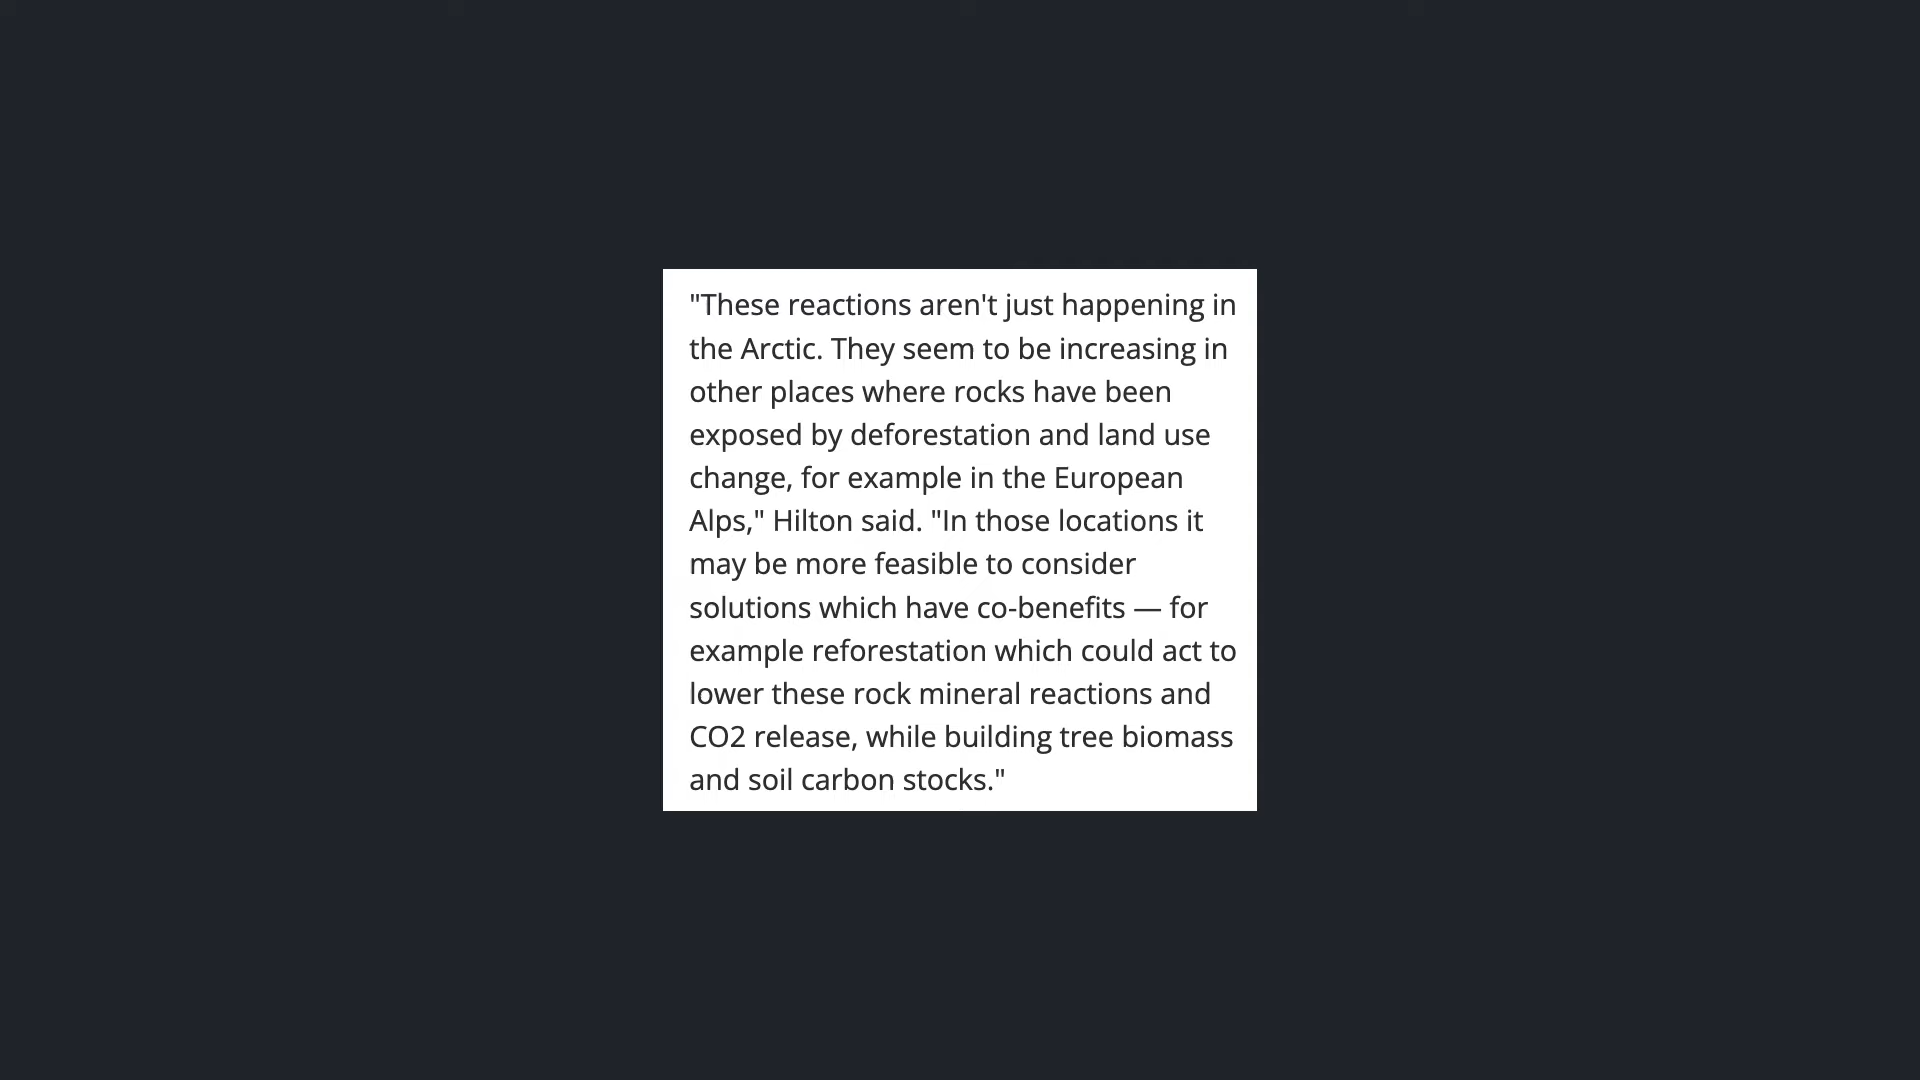 "These reactions aren't just happening in
the Arctic. They seem to be increasing in
other places where rocks have been
exposed by deforestation and land use
change, for example in the European
Alps," Hilton said. "In those locations it
may be more feasible to consider
solutions which have co-benefits — for
example reforestation which could act to
lower these rock mineral reactions and
CO2 release, while building tree biomass
and soil carbon stocks."